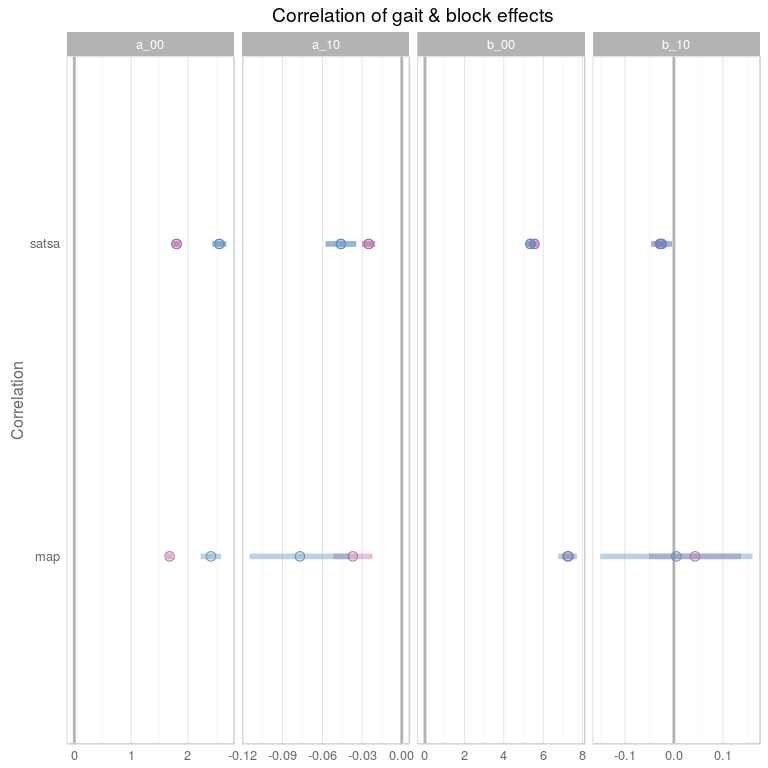 Correlation of gait & block effects
a_00 a_10 b_00 b_10
satsa
Correlation
map
0 1 2 -0.12 -0.09 -0.06 -0.03 0.00 0 2 4 6 8 -0.1 0.0 0.1